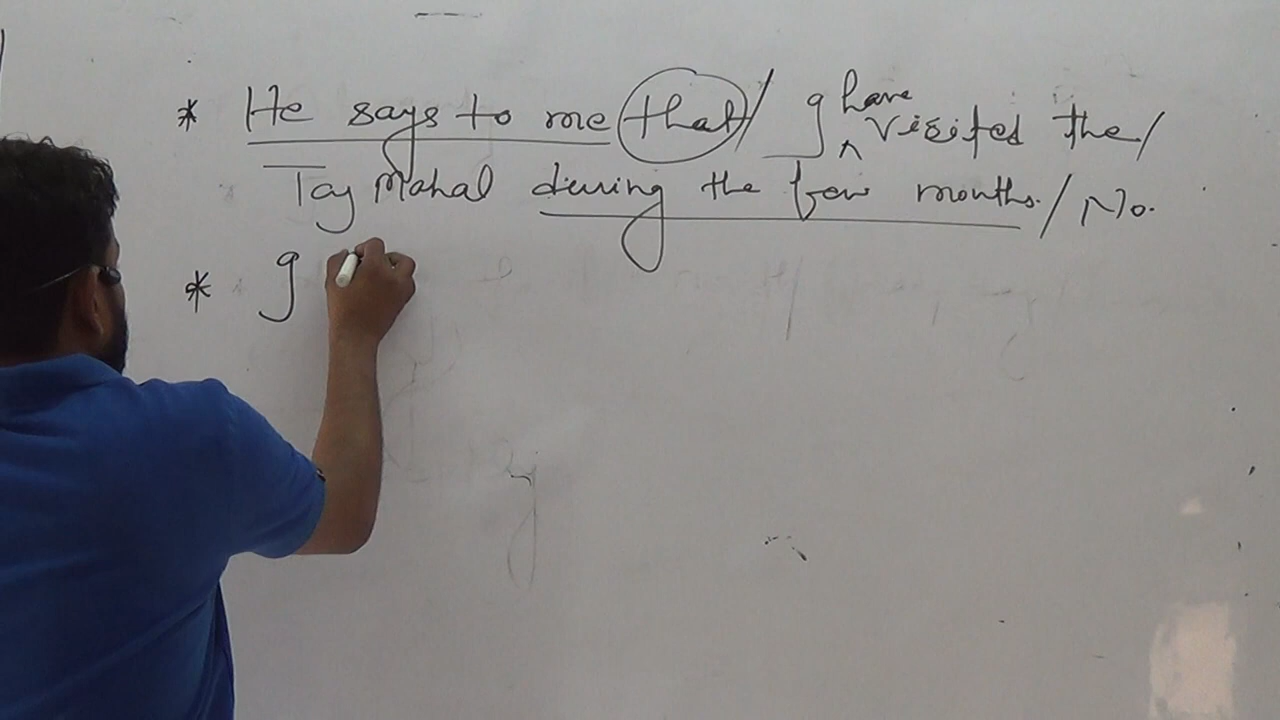 * He says to me that/ I have visited the/
Taj Mahal during the few months./ No.
* I